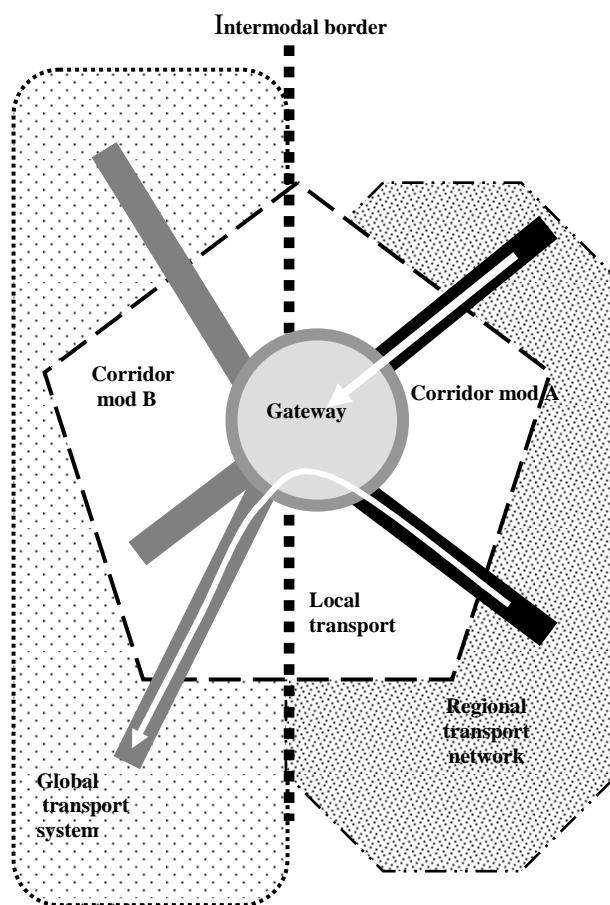 Intermodal border
Corridor
mod B
Gateway
Corridor mod A
Local
transport
Regional
transport
network
Global
transport
system